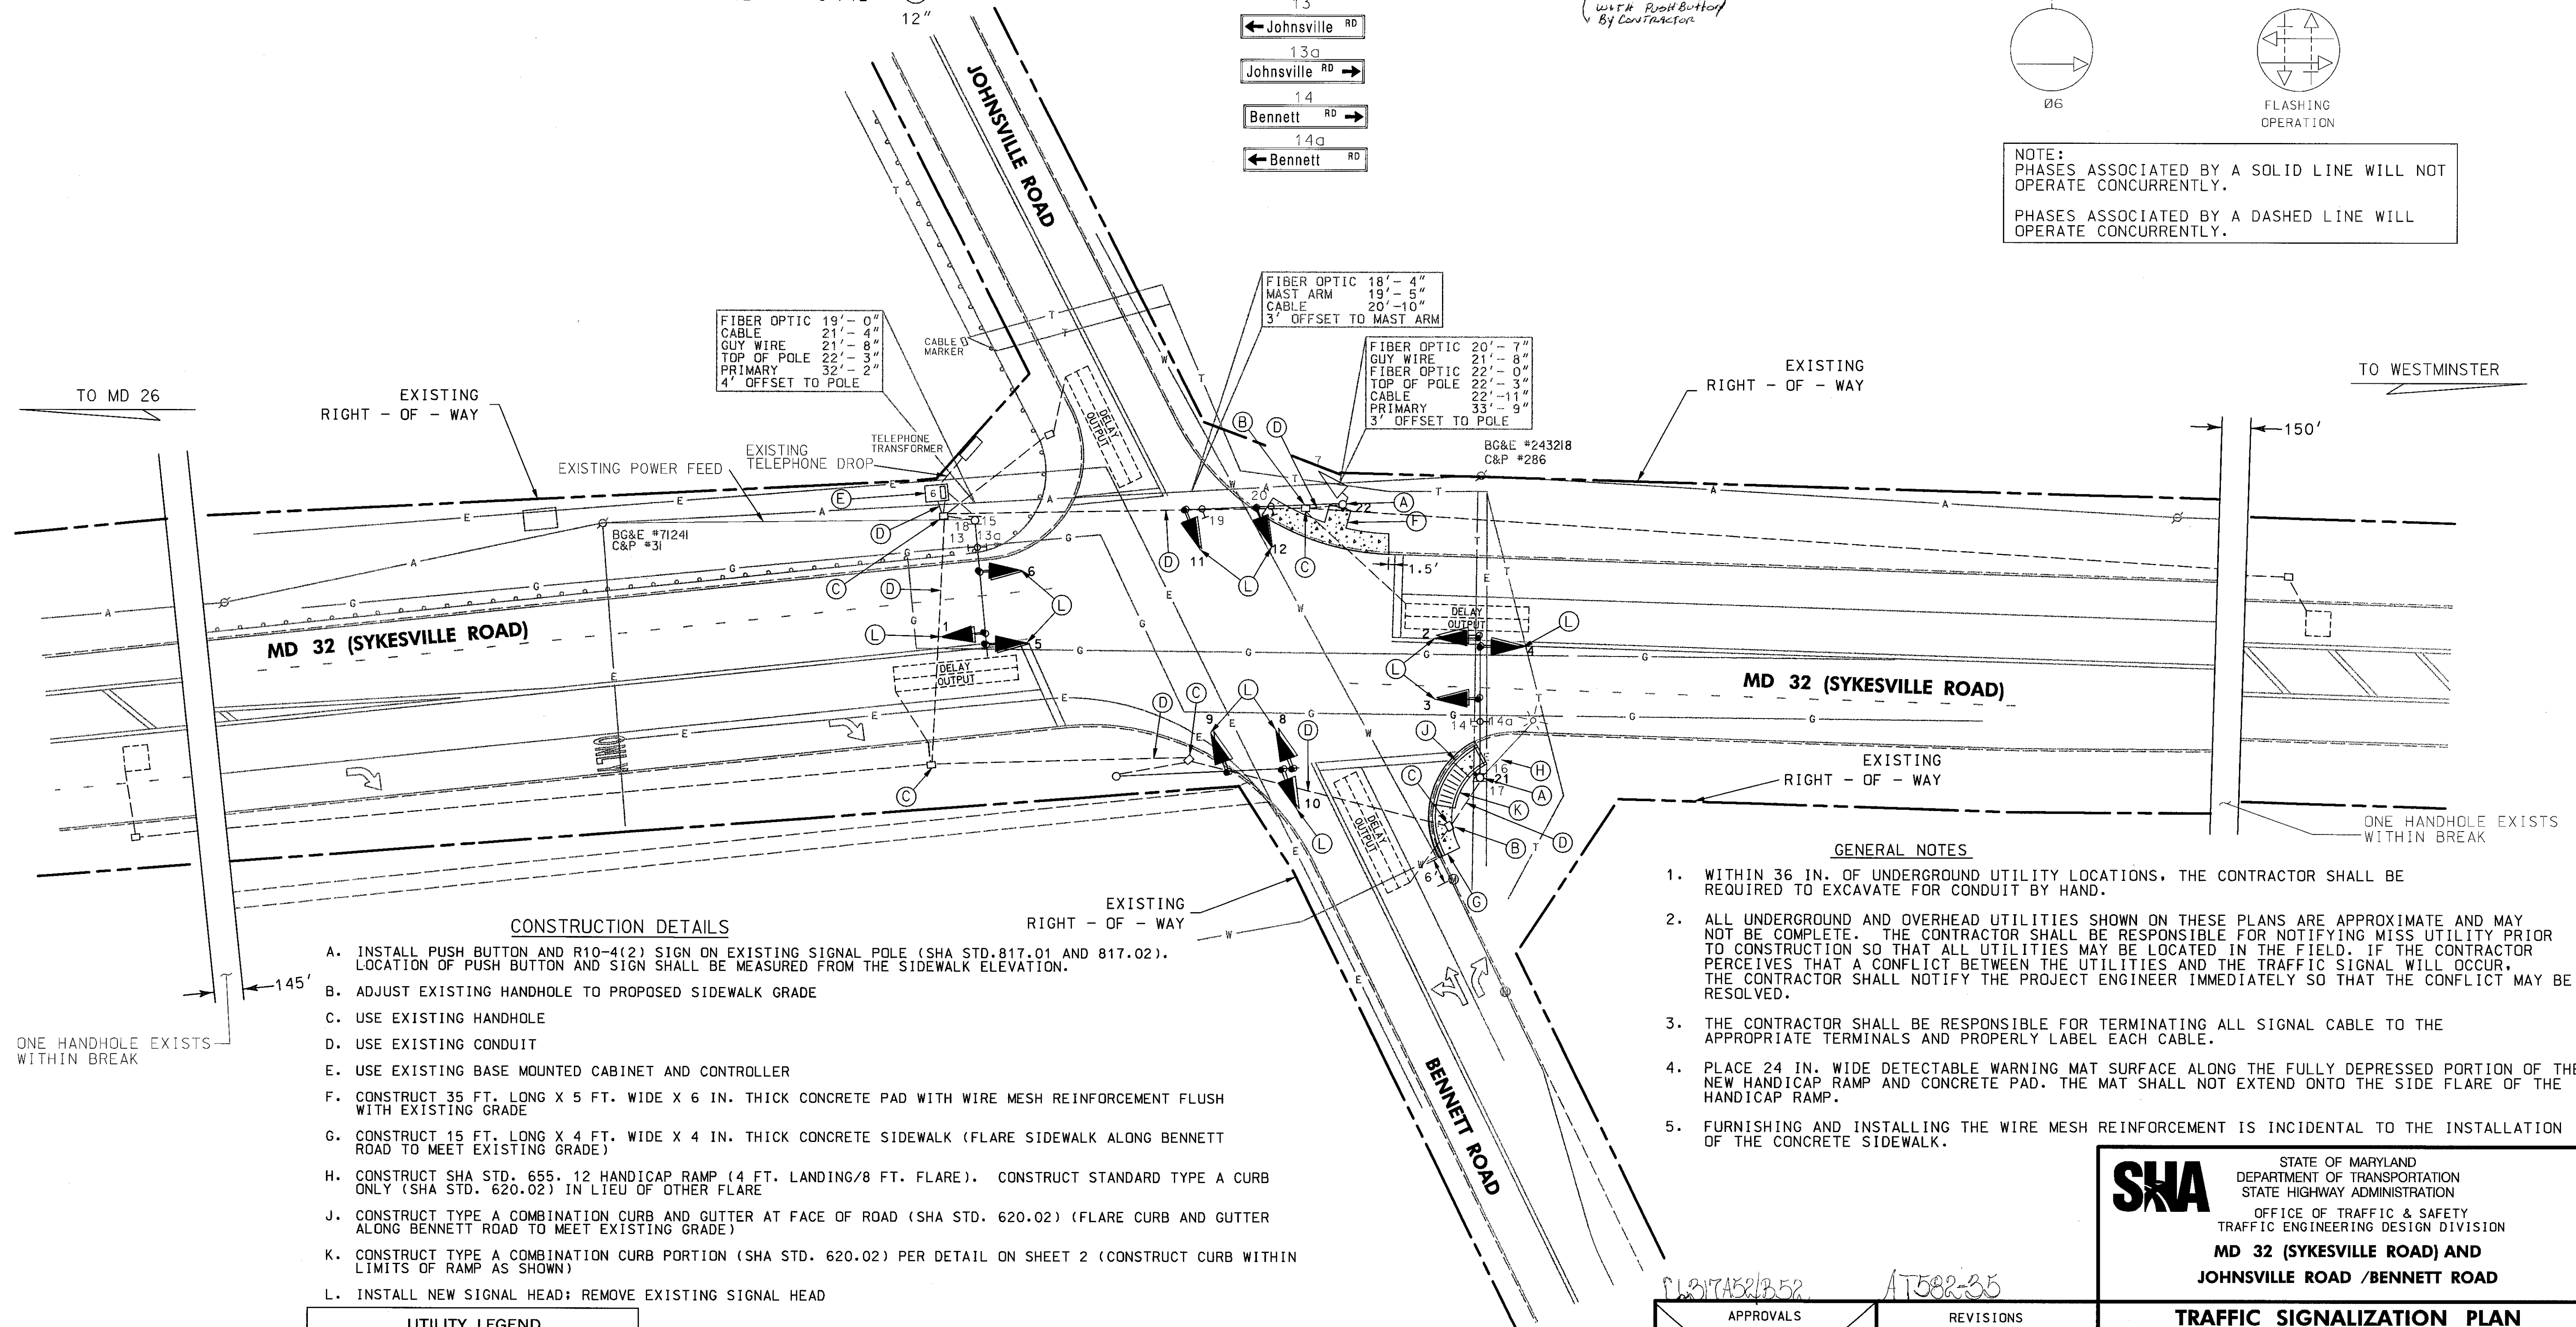 12"
13
←Johnsville RD
13a
Johnsville RD →
14
Bennett RD →
14a
←Bennett RD
WITH PUSHBUTTON
BY CONTRACTOR
Ø6
FLASHING
OPERATION
NOTE:
PHASES ASSOCIATED BY A SOLID LINE WILL NOT
OPERATE CONCURRENTLY.
PHASES ASSOCIATED BY A DASHED LINE WILL
OPERATE CONCURRENTLY.
JOHNSVILLE ROAD
FIBER OPTIC 18'- 4"
MAST ARM 19'- 5"
CABLE 20'-10"
3' OFFSET TO MAST ARM
FIBER OPTIC 19'- 0"
CABLE 21'- 4"
GUY WIRE 21'- 8"
TOP OF POLE 22'- 3"
PRIMARY 32'- 2"
4' OFFSET TO POLE
CABLE
MARKER
FIBER OPTIC 20'- 7"
GUY WIRE 21'- 8"
FIBER OPTIC 22'- 0"
TOP OF POLE 22'- 3"
CABLE 22'-11"
PRIMARY 33'- 9"
3' OFFSET TO POLE
TO MD 26
EXISTING
RIGHT - OF - WAY
EXISTING
RIGHT - OF - WAY
TO WESTMINSTER
150'
TELEPHONE
TRANSFORMER
EXISTING
TELEPHONE DROP
EXISTING POWER FEED
DELAY
OUTPUT
BG&E #243218
C&P #286
BG&E #71241
C&P #31
1.5'
DELAY
OUTPUT
MD 32 (SYKESVILLE ROAD)
DELAY
OUTPUT
MD 32 (SYKESVILLE ROAD)
DELAY
OUTPUT
6'
EXISTING
RIGHT - OF - WAY
ONE HANDHOLE EXISTS
WITHIN BREAK
EXISTING
RIGHT - OF - WAY
145'
ONE HANDHOLE EXISTS
WITHIN BREAK
BENNETT ROAD
CONSTRUCTION DETAILS
A. INSTALL PUSH BUTTON AND R10-4(2) SIGN ON EXISTING SIGNAL POLE (SHA STD.817.01 AND 817.02).
LOCATION OF PUSH BUTTON AND SIGN SHALL BE MEASURED FROM THE SIDEWALK ELEVATION.
B. ADJUST EXISTING HANDHOLE TO PROPOSED SIDEWALK GRADE
C. USE EXISTING HANDHOLE
D. USE EXISTING CONDUIT
E. USE EXISTING BASE MOUNTED CABINET AND CONTROLLER
F. CONSTRUCT 35 FT. LONG X 5 FT. WIDE X 6 IN. THICK CONCRETE PAD WITH WIRE MESH REINFORCEMENT FLUSH
WITH EXISTING GRADE
G. CONSTRUCT 15 FT. LONG X 4 FT. WIDE X 4 IN. THICK CONCRETE SIDEWALK (FLARE SIDEWALK ALONG BENNETT
ROAD TO MEET EXISTING GRADE)
H. CONSTRUCT SHA STD. 655. 12 HANDICAP RAMP (4 FT. LANDING/8 FT. FLARE). CONSTRUCT STANDARD TYPE A CURB
ONLY (SHA STD. 620.02) IN LIEU OF OTHER FLARE
J. CONSTRUCT TYPE A COMBINATION CURB AND GUTTER AT FACE OF ROAD (SHA STD. 620.02) (FLARE CURB AND GUTTER
ALONG BENNETT ROAD TO MEET EXISTING GRADE)
K. CONSTRUCT TYPE A COMBINATION CURB PORTION (SHA STD. 620.02) PER DETAIL ON SHEET 2 (CONSTRUCT CURB WITHIN
LIMITS OF RAMP AS SHOWN)
L. INSTALL NEW SIGNAL HEAD; REMOVE EXISTING SIGNAL HEAD
UTILITY LEGEND
GENERAL NOTES
1. WITHIN 36 IN. OF UNDERGROUND UTILITY LOCATIONS, THE CONTRACTOR SHALL BE
REQUIRED TO EXCAVATE FOR CONDUIT BY HAND.
2. ALL UNDERGROUND AND OVERHEAD UTILITIES SHOWN ON THESE PLANS ARE APPROXIMATE AND MAY
NOT BE COMPLETE. THE CONTRACTOR SHALL BE RESPONSIBLE FOR NOTIFYING MISS UTILITY PRIOR
TO CONSTRUCTION SO THAT ALL UTILITIES MAY BE LOCATED IN THE FIELD. IF THE CONTRACTOR
PERCEIVES THAT A CONFLICT BETWEEN THE UTILITIES AND THE TRAFFIC SIGNAL WILL OCCUR,
THE CONTRACTOR SHALL NOTIFY THE PROJECT ENGINEER IMMEDIATELY SO THAT THE CONFLICT MAY BE
RESOLVED.
3. THE CONTRACTOR SHALL BE RESPONSIBLE FOR TERMINATING ALL SIGNAL CABLE TO THE
APPROPRIATE TERMINALS AND PROPERLY LABEL EACH CABLE.
4. PLACE 24 IN. WIDE DETECTABLE WARNING MAT SURFACE ALONG THE FULLY DEPRESSED PORTION OF THE
NEW HANDICAP RAMP AND CONCRETE PAD. THE MAT SHALL NOT EXTEND ONTO THE SIDE FLARE OF THE
HANDICAP RAMP.
5. FURNISHING AND INSTALLING THE WIRE MESH REINFORCEMENT IS INCIDENTAL TO THE INSTALLATION
OF THE CONCRETE SIDEWALK.
SHA
STATE OF MARYLAND
DEPARTMENT OF TRANSPORTATION
STATE HIGHWAY ADMINISTRATION
OFFICE OF TRAFFIC & SAFETY
TRAFFIC ENGINEERING DESIGN DIVISION
MD 32 (SYKESVILLE ROAD) AND
JOHNSVILLE ROAD /BENNETT ROAD
AT582-35
APPROVALS
REVISIONS
TRAFFIC SIGNALIZATION PLAN